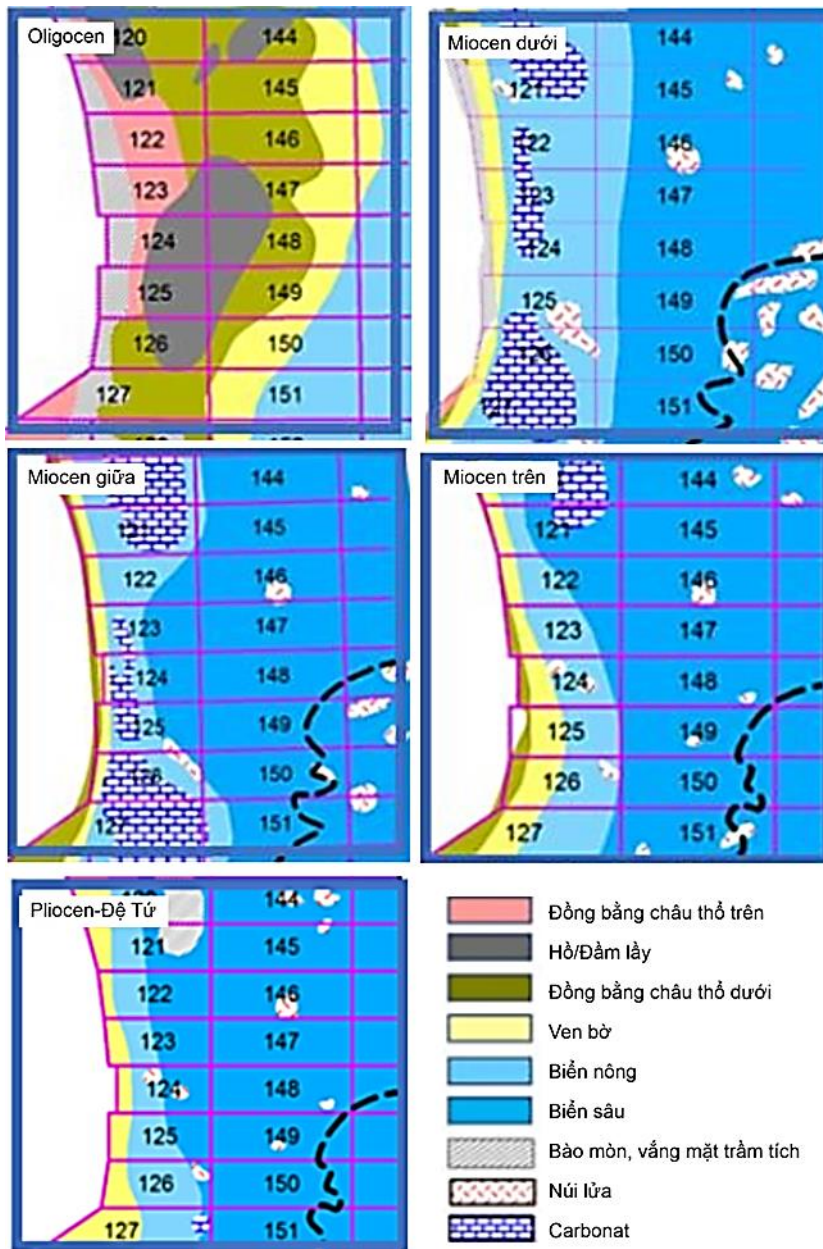 Oligocen
120 144
121 145
122 146
123 147
124 148
125 149
126 150
127 151
Miocen dưới
144
121 145
122 146
123 147
124 148
125 149
126 150
127 151
Miocen giữa
144
121 145
122 146
123 147
124 148
125 149
126 150
127 151
Miocen trên
144
121 145
122 146
123 147
124 148
125 149
126 150
127 151
Pliocen-Đệ Tứ
144
121 145
122 146
123 147
124 148
125 149
126 150
127 151
Đồng bằng châu thổ trên
Hồ/Đầm lầy
Đồng bằng châu thổ dưới
Ven bờ
Biển nông
Biển sâu
Bào mòn, vắng mặt trầm tích
Núi lửa
Carbonat